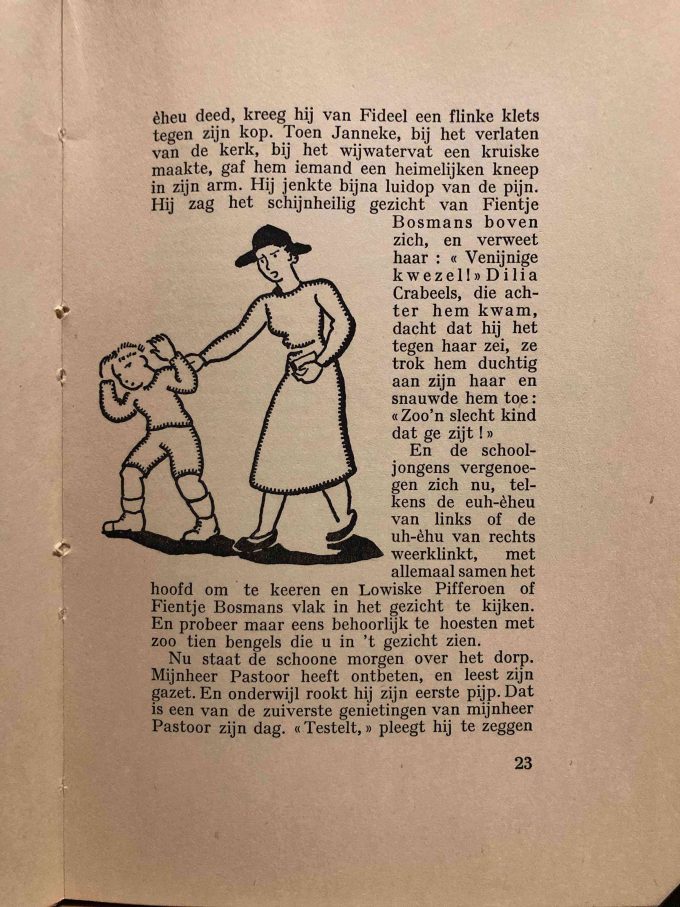 èheu deed, kreeg hij van Fideel een flinke klets
tegen zijn kop. Toen Janneke, bij het verlaten
van de kerk, bij het wijwatervat een kruiske
maakte, gaf hem iemand een heimelijken kneep
in zijn arm. Hij jenkte bijna luidop van de pijn.
Hij zag het schijnheilig gezicht van Fientje
Bosmans boven
zich, en verweet
haar : « Venijnige
kwezel!» Dilia
Crabeels, die ach-
ter hem kwam,
dacht dat hij het
tegen haar zei, ze
trok hem duchtig
aan zijn haar en
snauwde hem toe :
«Zoo'n slecht kind
dat ge zijt ! »
En de school-
jongens vergenoe-
gen zich nu, tel-
kens de euh-èheu
van links of de
uh-èhu van rechts
weerklinkt, met
allemaal samen het
hoofd om te keeren en Lowiske Pifferoen of
Fientje Bosmans vlak in het gezicht te kijken.
En probeer maar eens behoorlijk te hoesten met
zoo tien bengels die u in 't gezicht zien.
Nu staat de schoone morgen over het dorp.
Mijnheer Pastoor heeft ontbeten, en leest zijn
gazet. En onderwijl rookt hij zijn eerste pijp. Dat
is een van de zuiverste genietingen van mijnheer
Pastoor zijn dag. « Testelt, » pleegt hij te zeggen
23